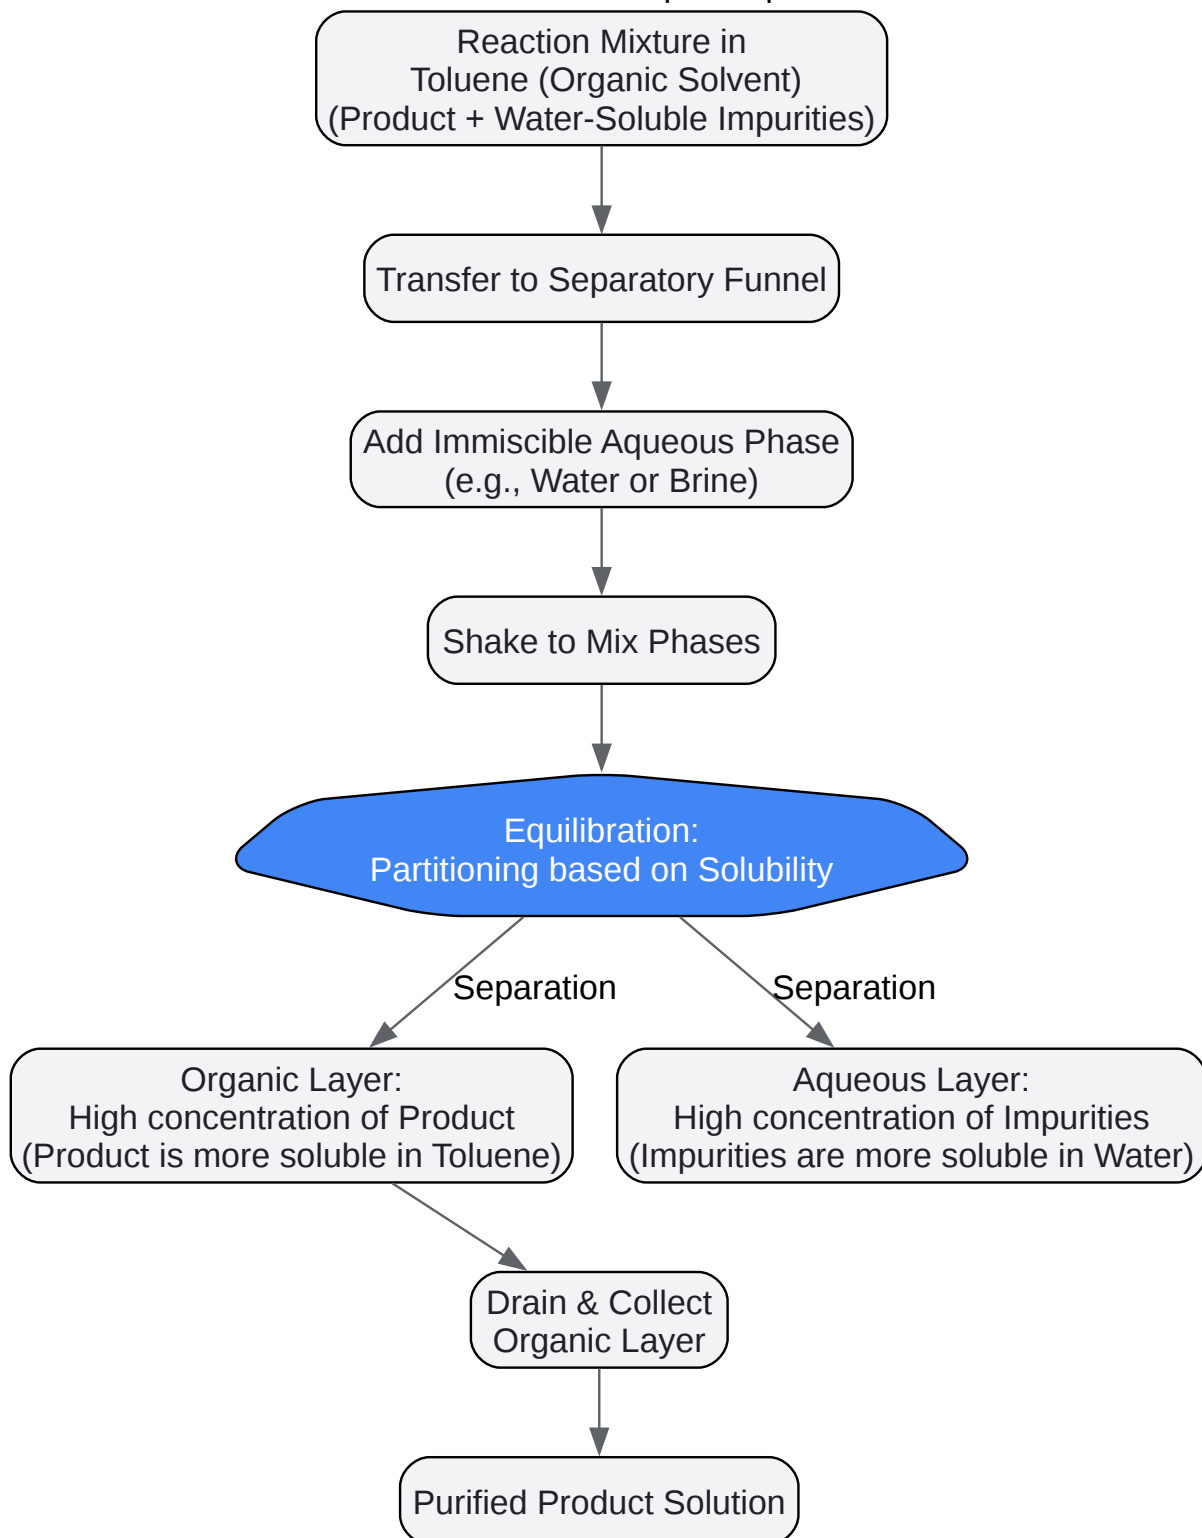 Reaction Mixture in
Toluene (Organic Solvent)
(Product + Water-Soluble Impurities)
Transfer to Separatory Funnel
Add Immiscible Aqueous Phase
(e.g., Water or Brine)
Shake to Mix Phases
Equilibration:
Partitioning based on Solubility
Separation
Separation
Organic Layer:
High concentration of Product
(Product is more soluble in Toluene)
Aqueous Layer:
High concentration of Impurities
(Impurities are more soluble in Water)
Drain & Collect
Organic Layer
Purified Product Solution